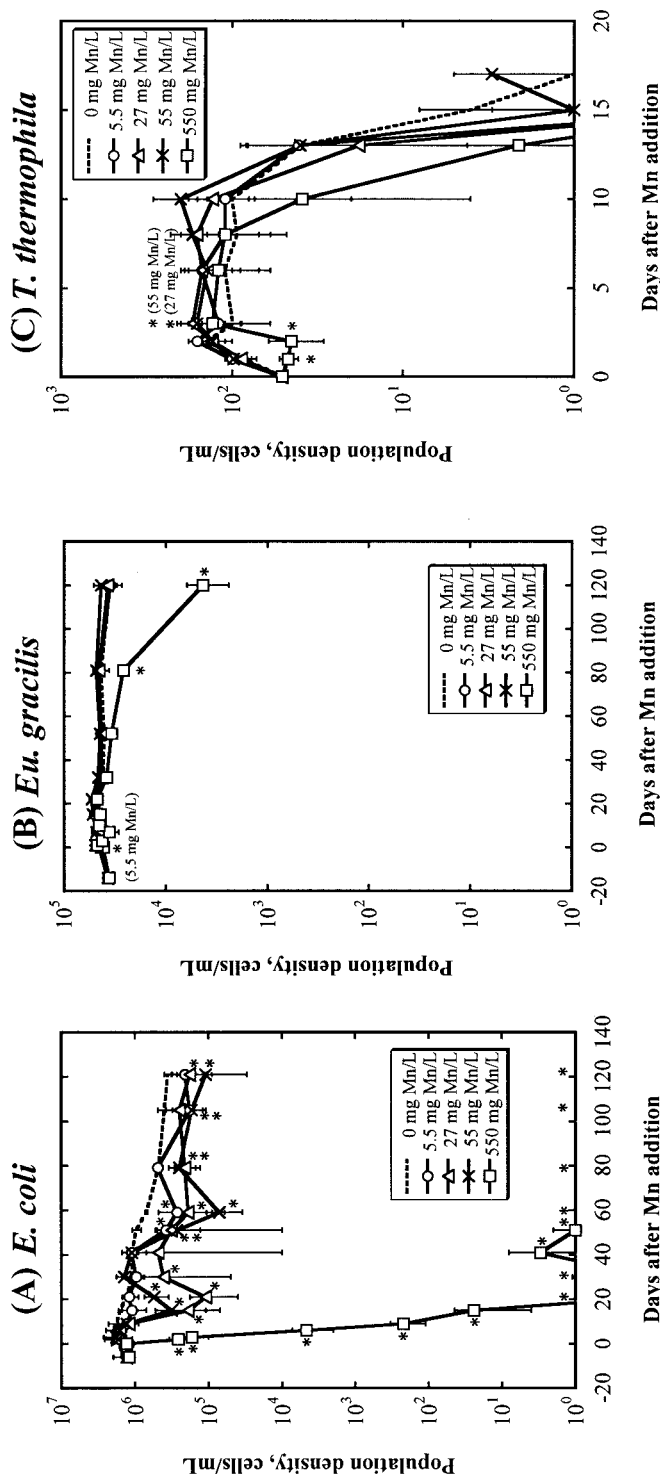 (A) E. coli
Population density, cells/mL
10^7
10^6
10^5
10^4
10^3
10^2
10^1
10^0
0 mg Mn/L
5.5 mg Mn/L
27 mg Mn/L
55 mg Mn/L
550 mg Mn/L
* * * * * * * * * * * * * * * * * * * * * * * * * * *
-20 0 20 40 60 80 100 120 140
Days after Mn addition
(B) Eu. gracilis
Population density, cells/mL
10^5
10^4
10^3
10^2
10^1
10^0
*
(5.5 mg Mn/L)
* *
0 mg Mn/L
5.5 mg Mn/L
27 mg Mn/L
55 mg Mn/L
550 mg Mn/L
-20 0 20 40 60 80 100 120 140
Days after Mn addition
(C) T. thermophila
Population density, cells/mL
10^3
10^2
10^1
10^0
0 mg Mn/L
5.5 mg Mn/L
27 mg Mn/L
55 mg Mn/L
550 mg Mn/L
* (55 mg Mn/L)
* (27 mg Mn/L)
* *
0 5 10 15 20
Days after Mn addition